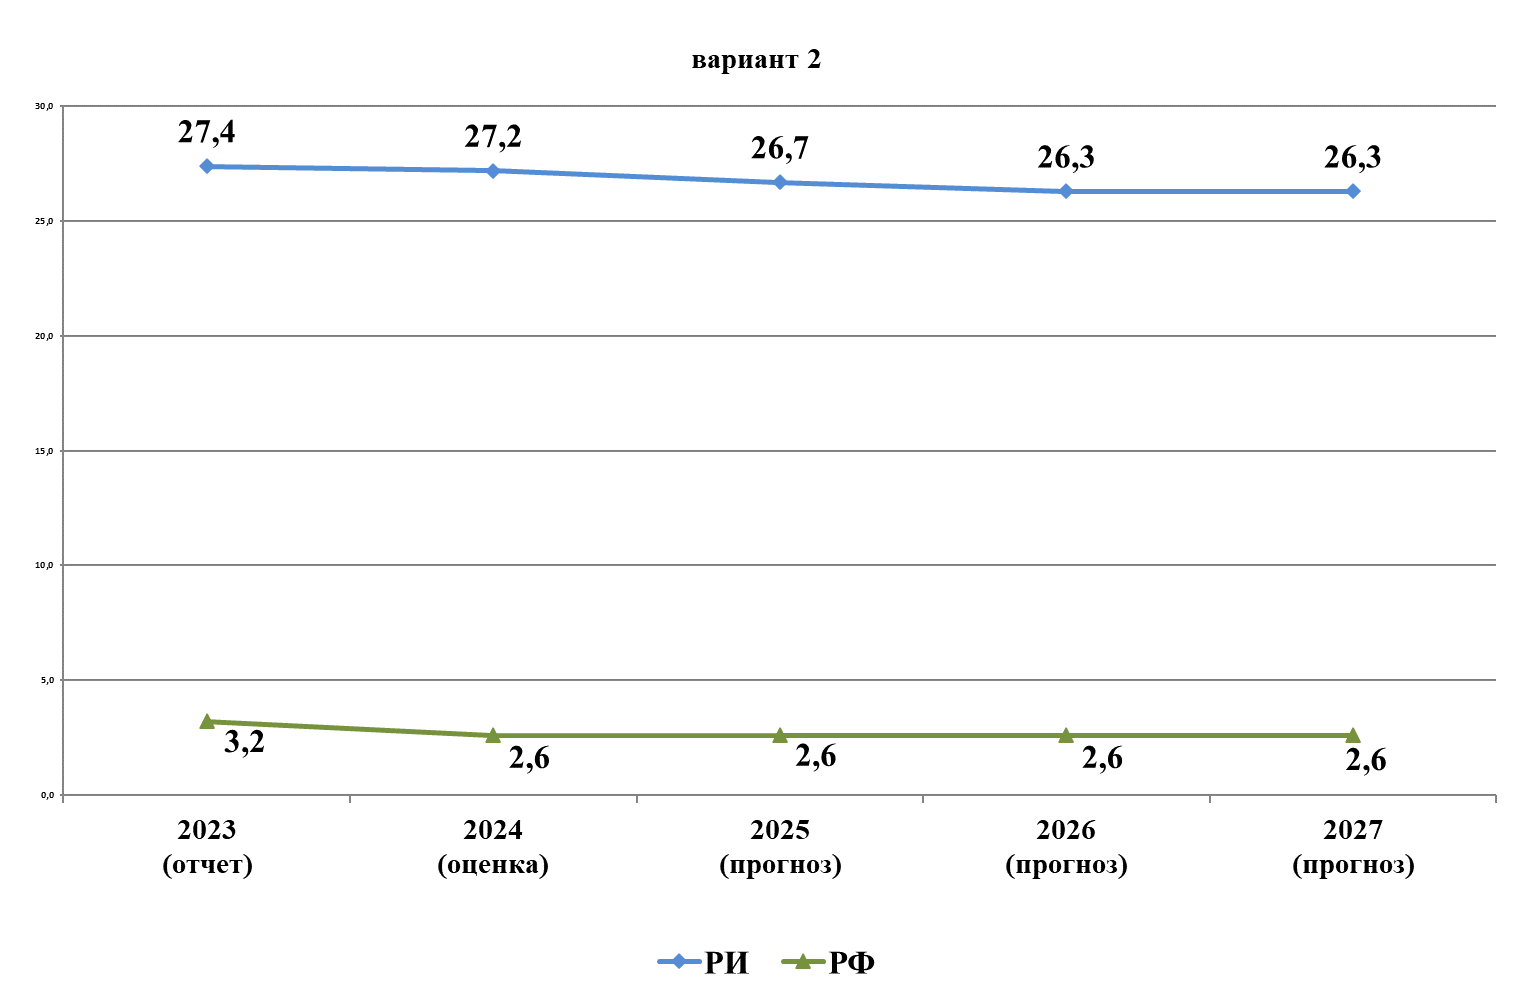 вариант 2
30,0
27,4
27,2
26,7
26,3
26,3
25,0
20,0
15,0
10,0
5,0
3,2
2,6
2,6
2,6
2,6
0,0
2023
(отчет)
2024
(оценка)
2025
(прогноз)
2026
(прогноз)
2027
(прогноз)
РИ
РФ